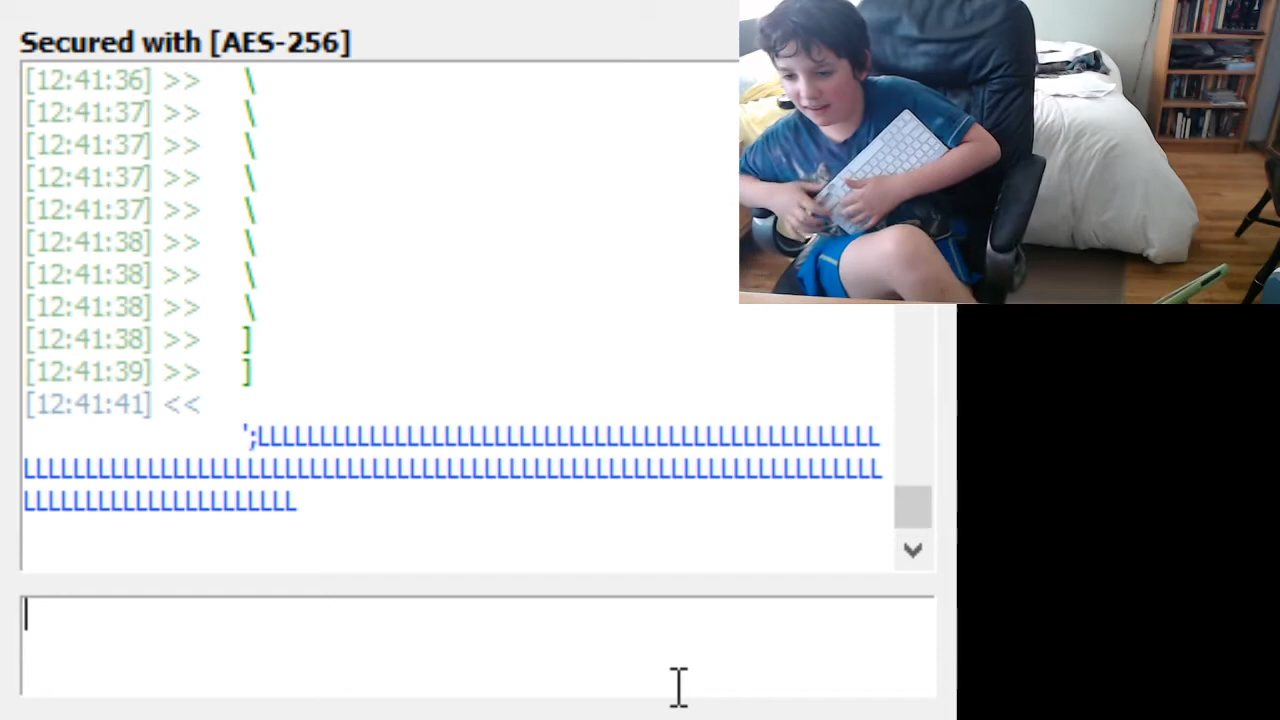 Secured with [AES-256]
[12:41:36] >> \
[12:41:37] >> \
[12:41:37] >> \
[12:41:37] >> \
[12:41:37] >> \
[12:41:38] >> \
[12:41:38] >> \
[12:41:38] >> \
[12:41:38] >> ]
[12:41:39] >> ]
[12:41:41] <<
';LLLLLLLLLLLLLLLLLLLLLLLLLLLLLLLLLLLLLLLLLLLLLLLLLL
LLLLLLLLLLLLLLLLLLLLLLLLLLLLLLLLLLLLLLLLLLLLLLLLLLLLLLLLLLLLLLLLLLLLL
LLLLLLLLLLLLLLLLLLLLLL